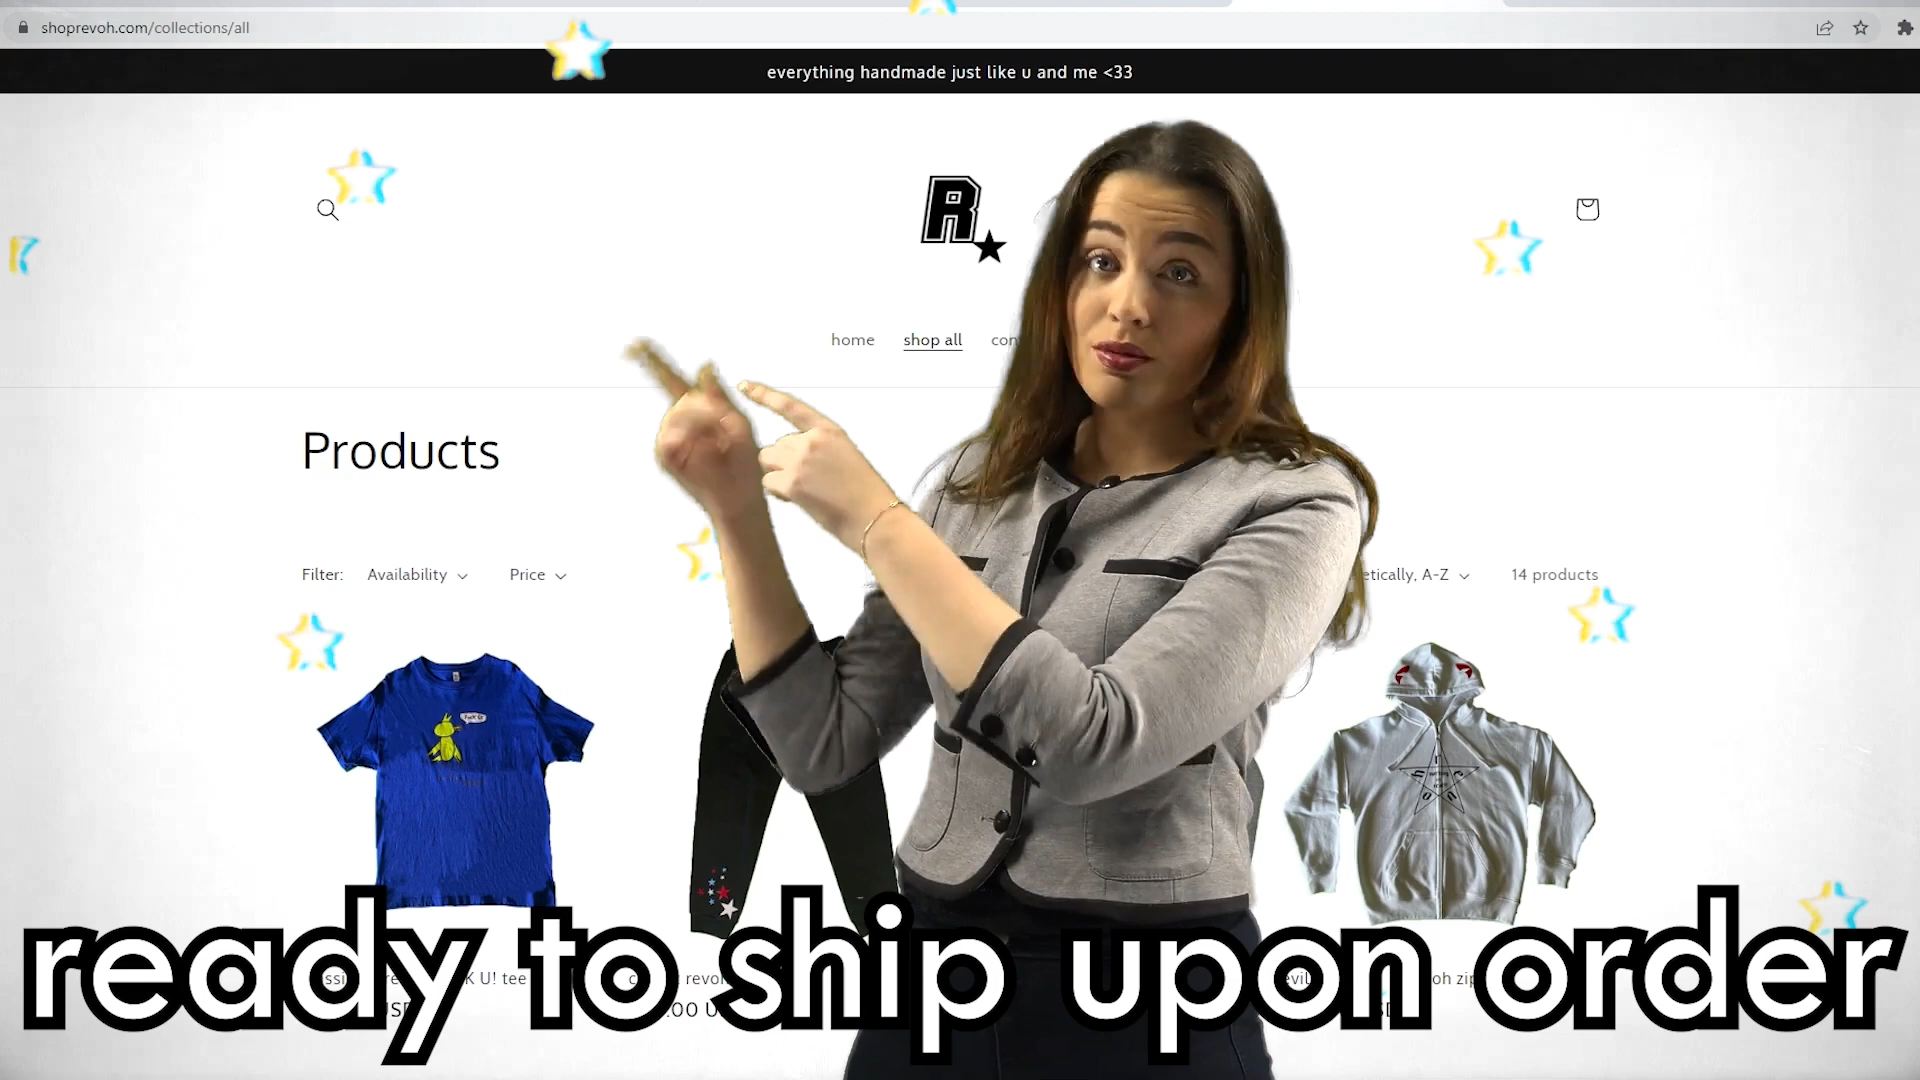 shoprevoh.com/collections/all
everything handmade just like u and me <33
R
home shop all
Products
Filter: Availability Price
A-Z 14 products
U! tee
ready to ship upon order